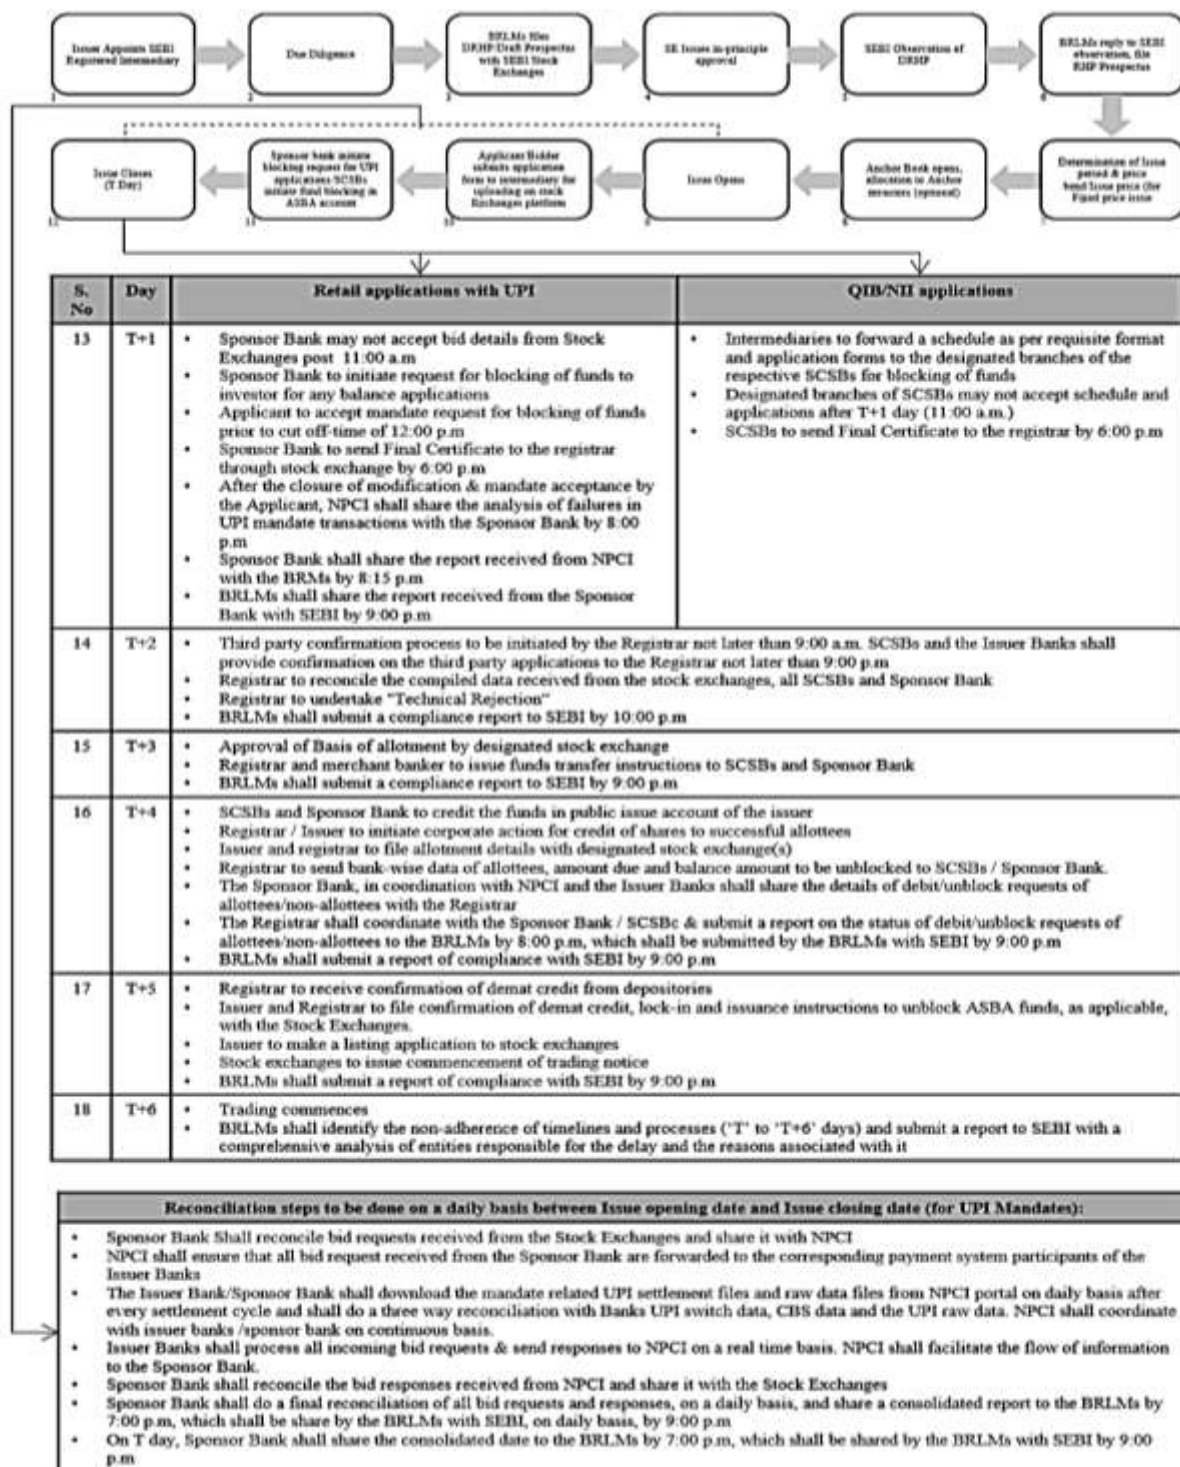 Issuer Appoints SEBI
Registered Intermediary
1
Due Diligence
2
BRLMs files
DRHP/Draft Prospectus
with SEBI Stock
Exchanges
3
SE Issues in-principle
approval
4
SEBI Observation of
DRHP
5
BRLMs reply to SEBI
observation, file
RHP Prospectus
6
Issue Closes
(T Day)
12
Sponsor bank initiate
blocking request for UPI
applications/SCSBs
initiate fund blocking in
ASBA account
11
Applicant Bidder
submits application
form to intermediary for
uploading on stock
Exchanges platform
10
Issue Opens
9
Anchor Book opens,
allocation to Anchor
investors (optional)
8
Determination of Issue
period & price
band Issue price (for
Fixed price issue
7
S. No
Day
Retail applications with UPI
QIB/NII applications
13
T+1
• Sponsor Bank may not accept bid details from Stock
Exchanges post 11:00 a.m
• Sponsor Bank to initiate request for blocking of funds to
investor for any balance applications
• Applicant to accept mandate request for blocking of funds
prior to cut off-time of 12:00 p.m
• Sponsor Bank to send Final Certificate to the registrar
through stock exchange by 6:00 p.m
• After the closure of modification & mandate acceptance by
the Applicant, NPCI shall share the analysis of failures in
UPI mandate transactions with the Sponsor Bank by 8:00
p.m
• Sponsor Bank shall share the report received from NPCI
with the BRMs by 8:15 p.m
• BRLMs shall share the report received from the Sponsor
Bank with SEBI by 9:00 p.m
• Intermediaries to forward a schedule as per requisite format
and application forms to the designated branches of the
respective SCSBs for blocking of funds
• Designated branches of SCSBs may not accept schedule and
applications after T+1 day (11:00 a.m.)
• SCSBs to send Final Certificate to the registrar by 6:00 p.m
14
T+2
• Third party confirmation process to be initiated by the Registrar not later than 9:00 a.m. SCSBs and the Issuer Banks shall
provide confirmation on the third party applications to the Registrar not later than 9:00 p.m
• Registrar to reconcile the compiled data received from the stock exchanges, all SCSBs and Sponsor Bank
• Registrar to undertake "Technical Rejection"
• BRLMs shall submit a compliance report to SEBI by 10:00 p.m
15
T+3
• Approval of Basis of allotment by designated stock exchange
• Registrar and merchant banker to issue funds transfer instructions to SCSBs and Sponsor Bank
• BRLMs shall submit a compliance report to SEBI by 9:00 p.m
16
T+4
• SCSBs and Sponsor Bank to credit the funds in public issue account of the issuer
• Registrar / Issuer to initiate corporate action for credit of shares to successful allottees
• Issuer and registrar to file allotment details with designated stock exchange(s)
• Registrar to send bank-wise data of allottees, amount due and balance amount to be unblocked to SCSBs / Sponsor Bank.
• The Sponsor Bank, in coordination with NPCI and the Issuer Banks shall share the details of debit/unblock requests of
allottees/non-allottees with the Registrar
• The Registrar shall coordinate with the Sponsor Bank / SCSBc & submit a report on the status of debit/unblock requests of
allottees/non-allottees to the BRLMs by 8:00 p.m, which shall be submitted by the BRLMs with SEBI by 9:00 p.m
• BRLMs shall submit a report of compliance with SEBI by 9:00 p.m
17
T+5
• Registrar to receive confirmation of demat credit from depositories
• Issuer and Registrar to file confirmation of demat credit, lock-in and issuance instructions to unblock ASBA funds, as applicable,
with the Stock Exchanges.
• Issuer to make a listing application to stock exchanges
• Stock exchanges to issue commencement of trading notice
• BRLMs shall submit a report of compliance with SEBI by 9:00 p.m
18
T+6
• Trading commences
• BRLMs shall identify the non-adherence of timelines and processes ('T' to 'T+6' days) and submit a report to SEBI with a
comprehensive analysis of entities responsible for the delay and the reasons associated with it
Reconciliation steps to be done on a daily basis between Issue opening date and Issue closing date (for UPI Mandates):
• Sponsor Bank Shall reconcile bid requests received from the Stock Exchanges and share it with NPCI
• NPCI shall ensure that all bid request received from the Sponsor Bank are forwarded to the corresponding payment system participants of the
Issuer Banks
• The Issuer Bank/Sponsor Bank shall download the mandate related UPI settlement files and raw data files from NPCI portal on daily basis after
every settlement cycle and shall do a three way reconciliation with Banks UPI switch data, CBS data and the UPI raw data. NPCI shall coordinate
with issuer banks /sponsor bank on continuous basis.
• Issuer Banks shall process all incoming bid requests & send responses to NPCI on a real time basis. NPCI shall facilitate the flow of information
to the Sponsor Bank.
• Sponsor Bank shall reconcile the bid responses received from NPCI and share it with the Stock Exchanges
• Sponsor Bank shall do a final reconciliation of all bid requests and responses, on a daily basis, and share a consolidated report to the BRLMs by
7:00 p.m, which shall be share by the BRLMs with SEBI, on daily basis, by 9:00 p.m
• On T day, Sponsor Bank shall share the consolidated date to the BRLMs by 7:00 p.m, which shall be shared by the BRLMs with SEBI by 9:00
p.m